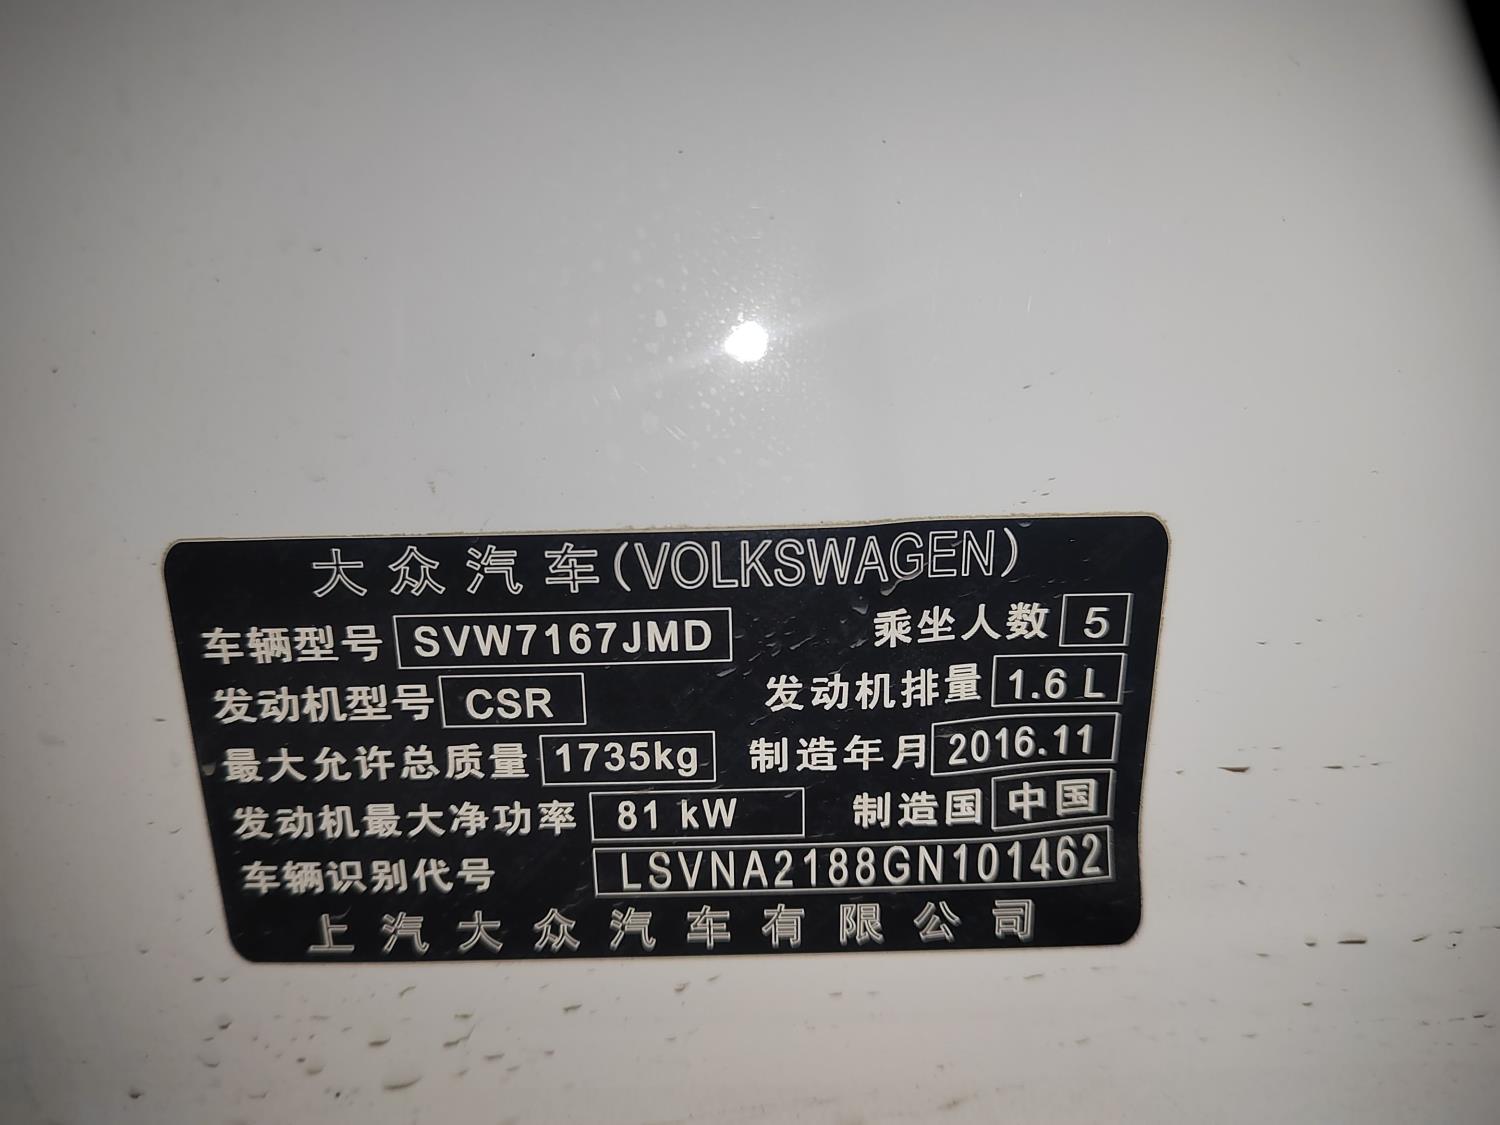 大众汽车(VOLKSWAGEN)
车辆型号 SVW7167JMD 乘坐人数 5
发动机型号 CSR 发动机排量 1.6 L
最大允许总质量 1735kg 制造年月 2016.11
发动机最大净功率 81 kW 制造国 中国
车辆识别代号 LSVNA2188GN101462
上汽大众汽车有限公司